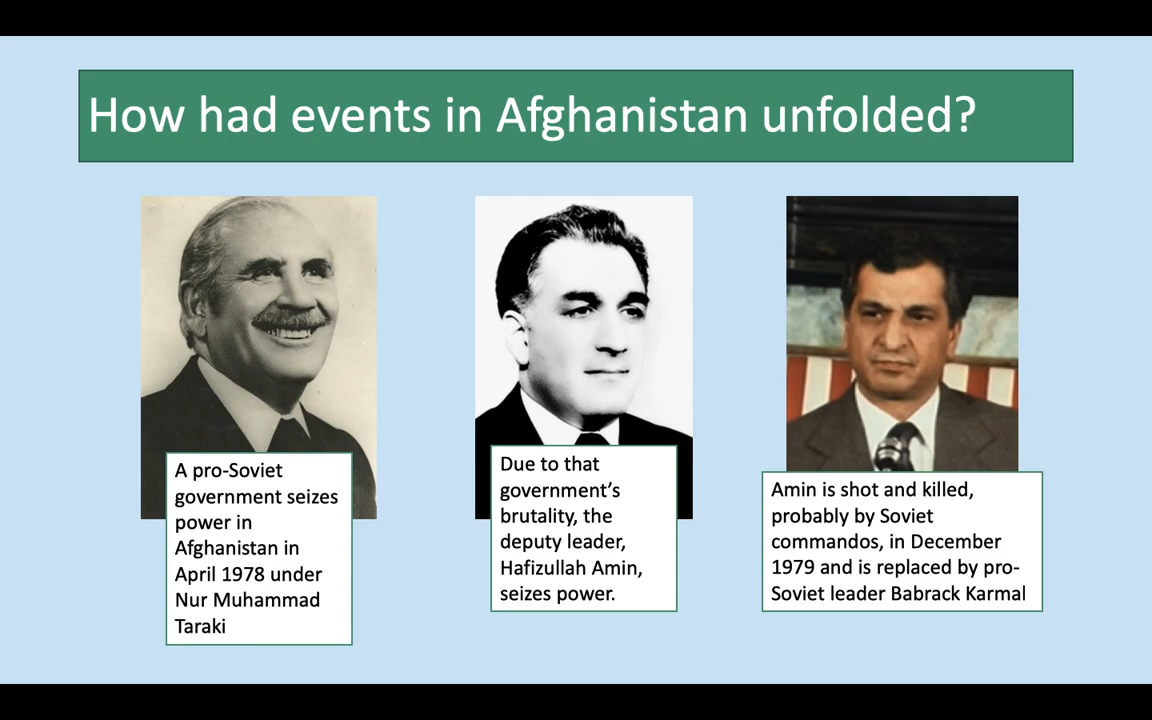 How had events in Afghanistan unfolded?
A pro-Soviet
government seizes
power in
Afghanistan in
April 1978 under
Nur Muhammad
Taraki
Due to that
government’s
brutality, the
deputy leader,
Hafizullah Amin,
seizes power.
Amin is shot and killed,
probably by Soviet
commandos, in December
1979 and is replaced by pro-
Soviet leader Babrack Karmal